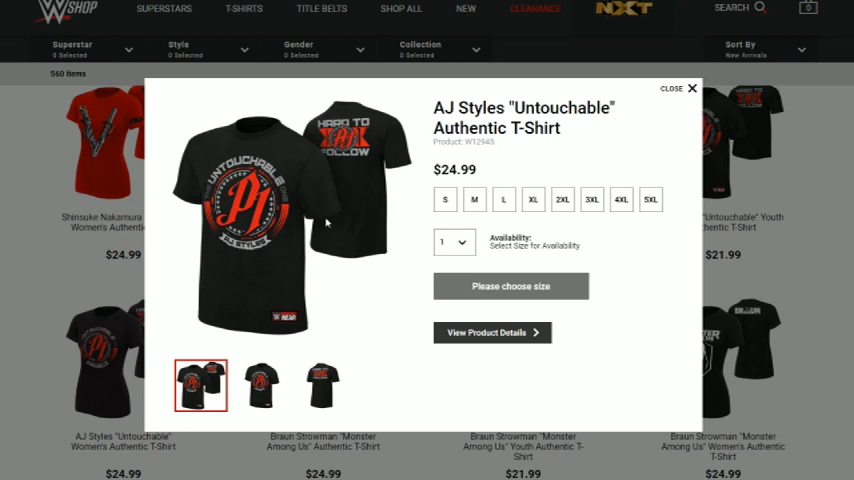 W SHOP
SUPERSTARS
T-SHIRTS
TITLE BELTS
SHOP ALL
NEW
CLEARANCE
NXT
SEARCH
0
Superstar
0 Selected
Style
0 Selected
Gender
0 Selected
Collection
0 Selected
Sort By
New Arrivals
560 items
CLOSE X
AJ Styles "Untouchable"
Authentic T-Shirt
Product: W12945
$24.99
S M L XL 2XL 3XL 4XL 5XL
1
Availability:
Select Size for Availability
Please choose size
View Product Details
UNTOUCHABLE
P1
AJ STYLES
WEAR
HARD TO
AJ
FOLLOW
Shinsuke Nakamura
Women's Authenti
$24.99
"Untouchable" Youth
thentic T-Shirt
$21.99
AJ Styles "Untouchable"
Women's Authentic T-Shirt
$24.99
Braun Strowman "Monster
Among Us" Authentic T-Shirt
$24.99
Braun Strowman "Monster
Among Us" Youth Authentic T-
Shirt
$21.99
Braun Strowman "Monster
Among Us" Women's Authentic
T-Shirt
$24.99